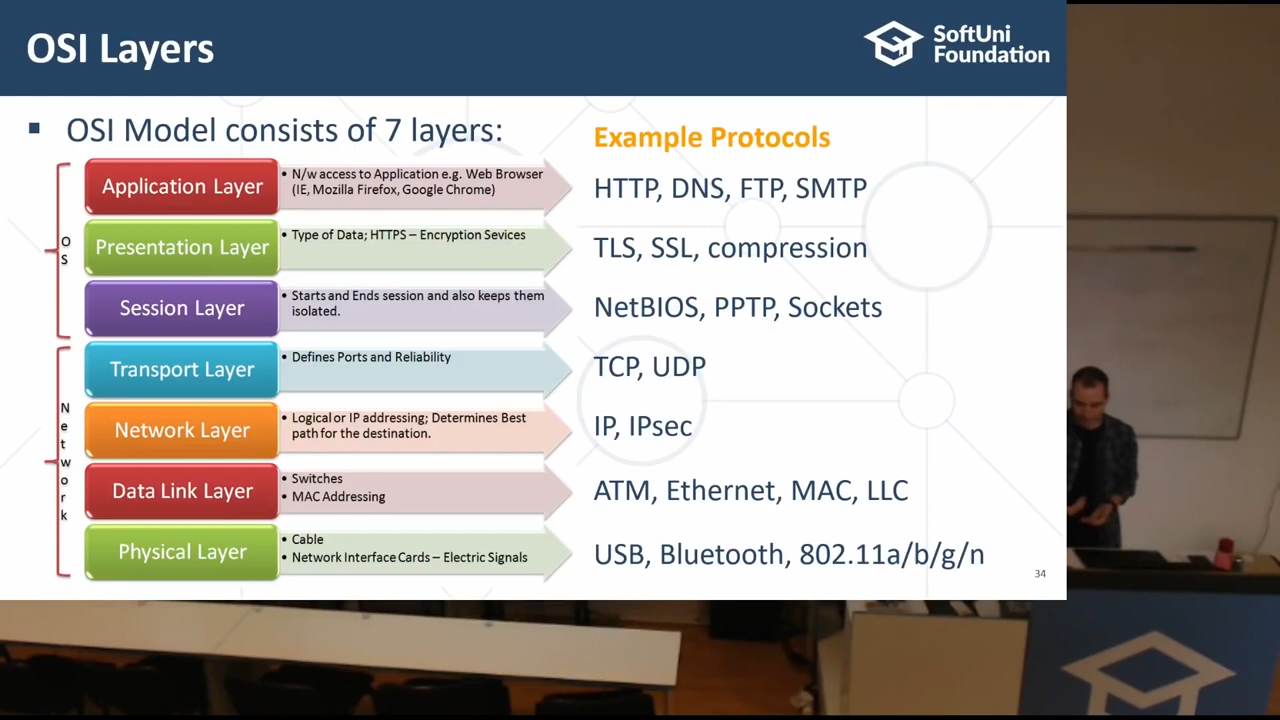 OSI Layers
SoftUni
Foundation
▪ OSI Model consists of 7 layers:
Example Protocols
OS
Application Layer
• N/w access to Application e.g. Web Browser
(IE, Mozilla Firefox, Google Chrome)
HTTP, DNS, FTP, SMTP
Presentation Layer
• Type of Data; HTTPS – Encryption Sevices
TLS, SSL, compression
Session Layer
• Starts and Ends session and also keeps them
isolated.
NetBIOS, PPTP, Sockets
Network
Transport Layer
• Defines Ports and Reliability
TCP, UDP
Network Layer
• Logical or IP addressing; Determines Best
path for the destination.
IP, IPsec
Data Link Layer
• Switches
• MAC Addressing
ATM, Ethernet, MAC, LLC
Physical Layer
• Cable
• Network Interface Cards – Electric Signals
USB, Bluetooth, 802.11a/b/g/n
34